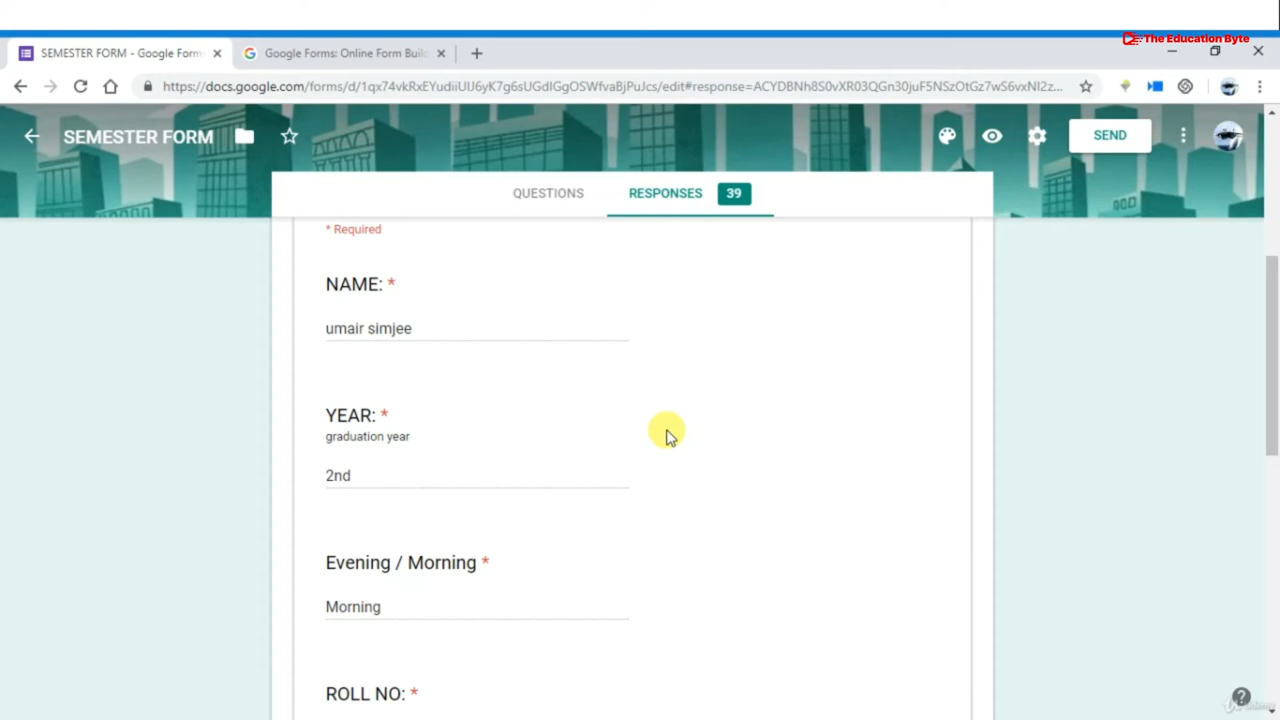 The Education Byte
SEMESTER FORM - Google Form
Google Forms: Online Form Buil
https://docs.google.com/forms/d/1qx74vkRxEYudiiUIJ6yK7g6sUGdIGgOSWfvaBjPuJcs/edit#response=ACYDBNh8S0vXR03QGn30juF5NSzOtGz7wS6vxNI2z...
SEMESTER FORM
SEND
QUESTIONS
RESPONSES 39
* Required
NAME: *
umair simjee
YEAR: *
graduation year
2nd
Evening / Morning *
Morning
ROLL NO: *